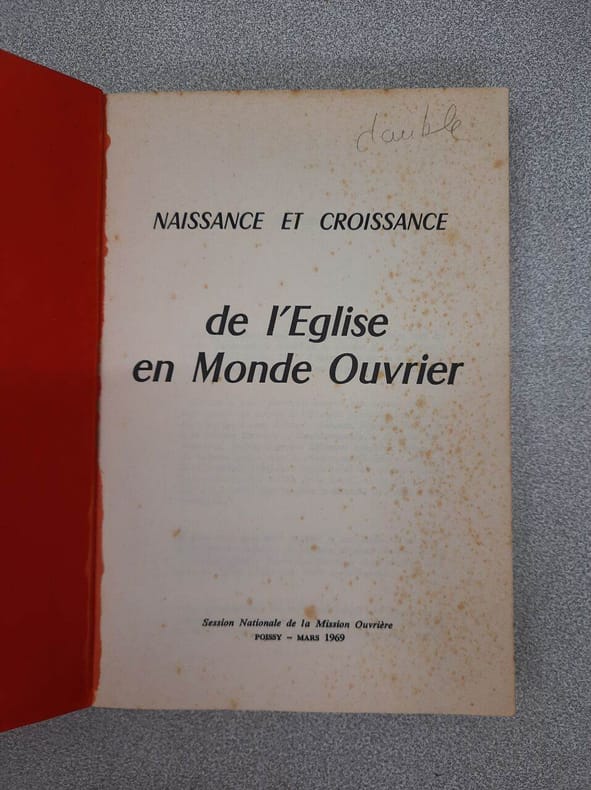 double
NAISSANCE ET CROISSANCE
de l'Eglise
en Monde Ouvrier
Session Nationale de la Mission Ouvrière
POISSY - MARS 1969